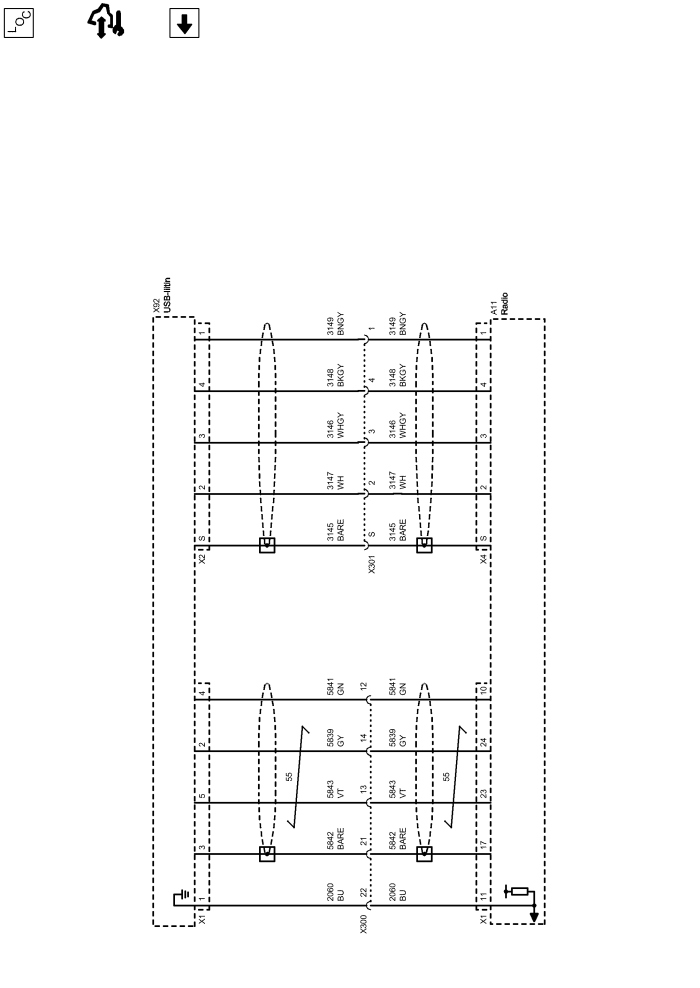 LOC
X92
USB-liitin
A11
Radio
1
3149
BNGY
1
3149
BNGY
1
4
3148
BKGY
4
3148
BKGY
4
3
3146
WHGY
3
3146
WHGY
3
2
3147
WH
2
3147
WH
2
S
3145
BARE
S
3145
BARE
S
X2
X301
X4
4
5841
GN
12
5841
GN
10
2
5839
GY
14
5839
GY
24
55
55
5
5843
VT
13
5843
VT
23
3
5842
BARE
21
5842
BARE
17
1
2060
BU
22
2060
BU
11
X1
X300
X1